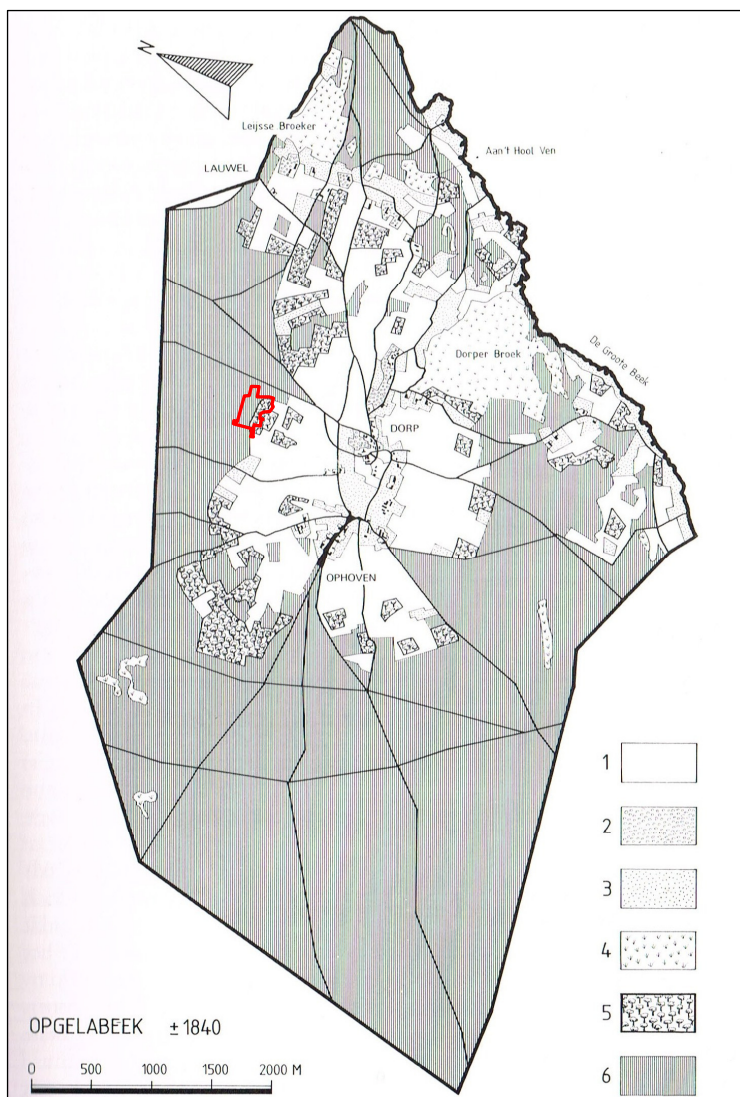 N
Leijsse Broeker
LAUWEL
Aan't Hool Ven
De Groote Beek
Dorper Broek
DORP
OPHOVEN
1
2
3
4
5
6
OPGELABEEK ± 1840
0 500 1000 1500 2000 M